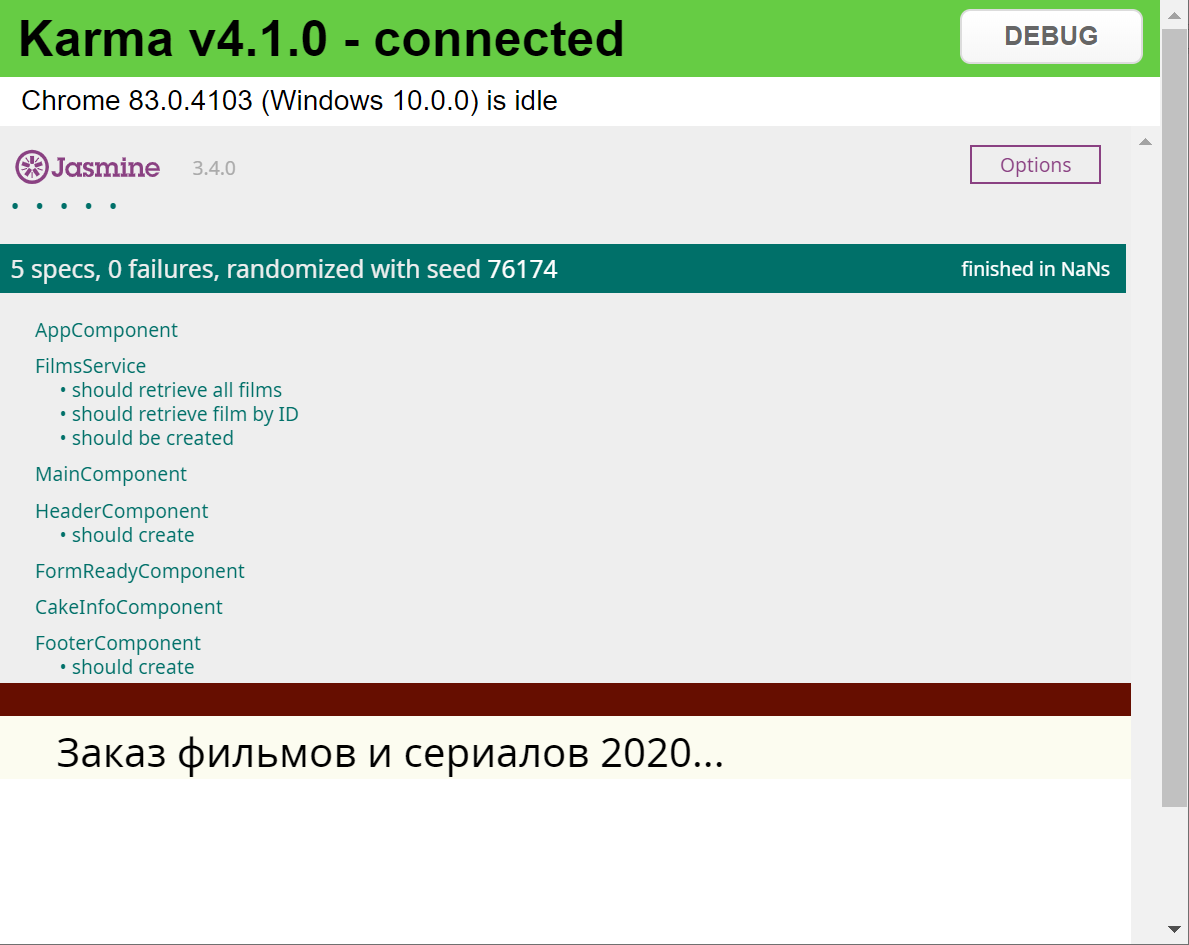 Karma v4.1.0 - connected
DEBUG
Chrome 83.0.4103 (Windows 10.0.0) is idle
Jasmine 3.4.0
Options
5 specs, 0 failures, randomized with seed 76174
finished in NaNs
AppComponent
FilmsService
• should retrieve all films
• should retrieve film by ID
• should be created
MainComponent
HeaderComponent
• should create
FormReadyComponent
CakeInfoComponent
FooterComponent
• should create
Заказ фильмов и сериалов 2020...